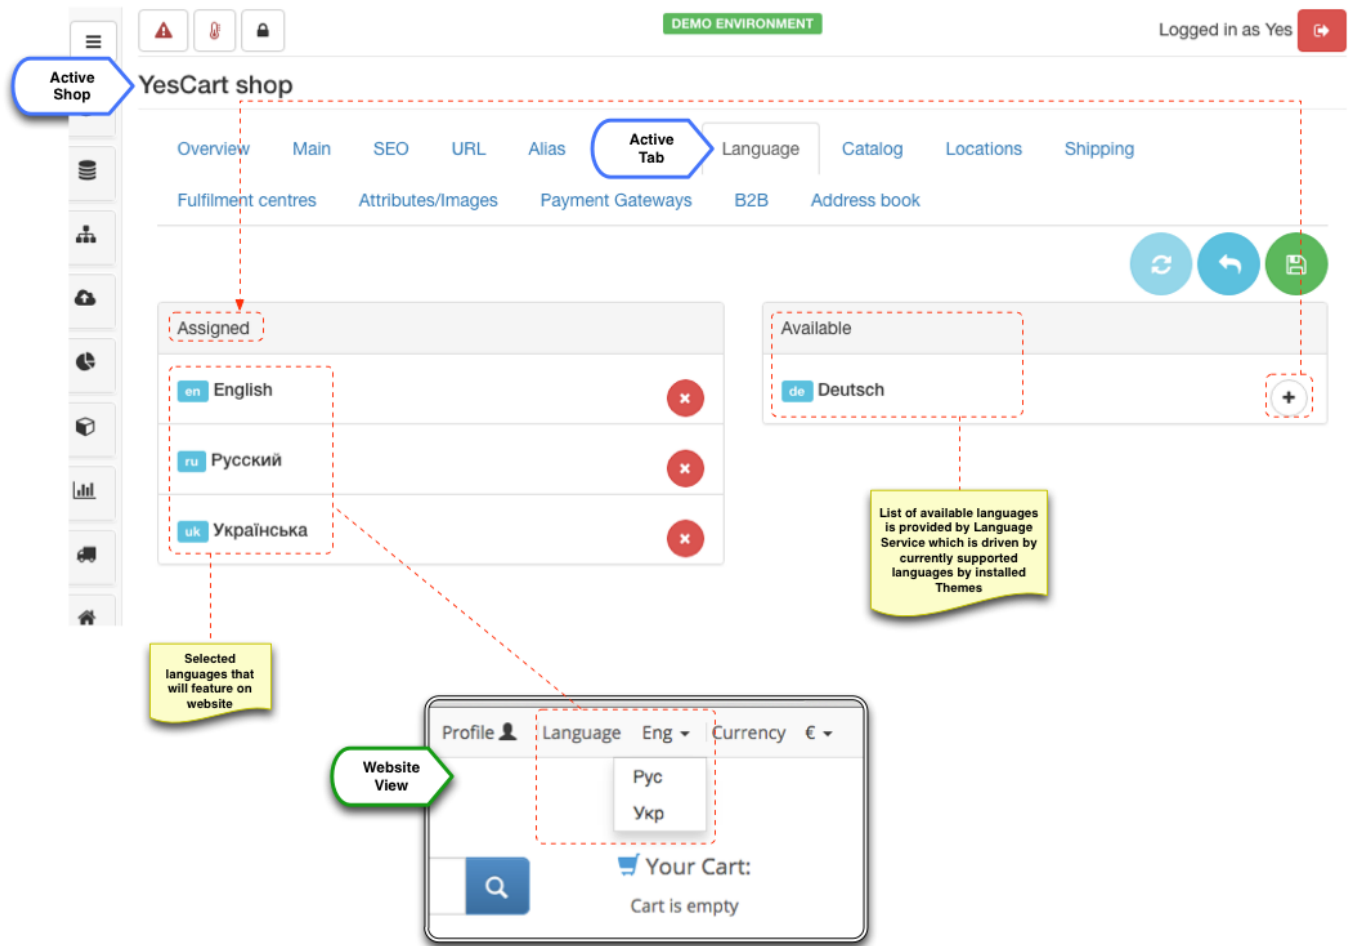 DEMO ENVIRONMENT
Logged in as Yes
Active
Shop
YesCart shop
Overview Main SEO URL Alias
Active
Tab
Language Catalog Locations Shipping
Fulfilment centres Attributes/Images Payment Gateways B2B Address book
Assigned
Available
en English
de Deutsch
ru Русский
uk Українська
List of available languages
is provided by Language
Service which is driven by
currently supported
languages by installed
Themes
Selected
languages that
will feature on
website
Profile Language Eng Currency €
Website
View
Рус
Укр
Your Cart:
Cart is empty